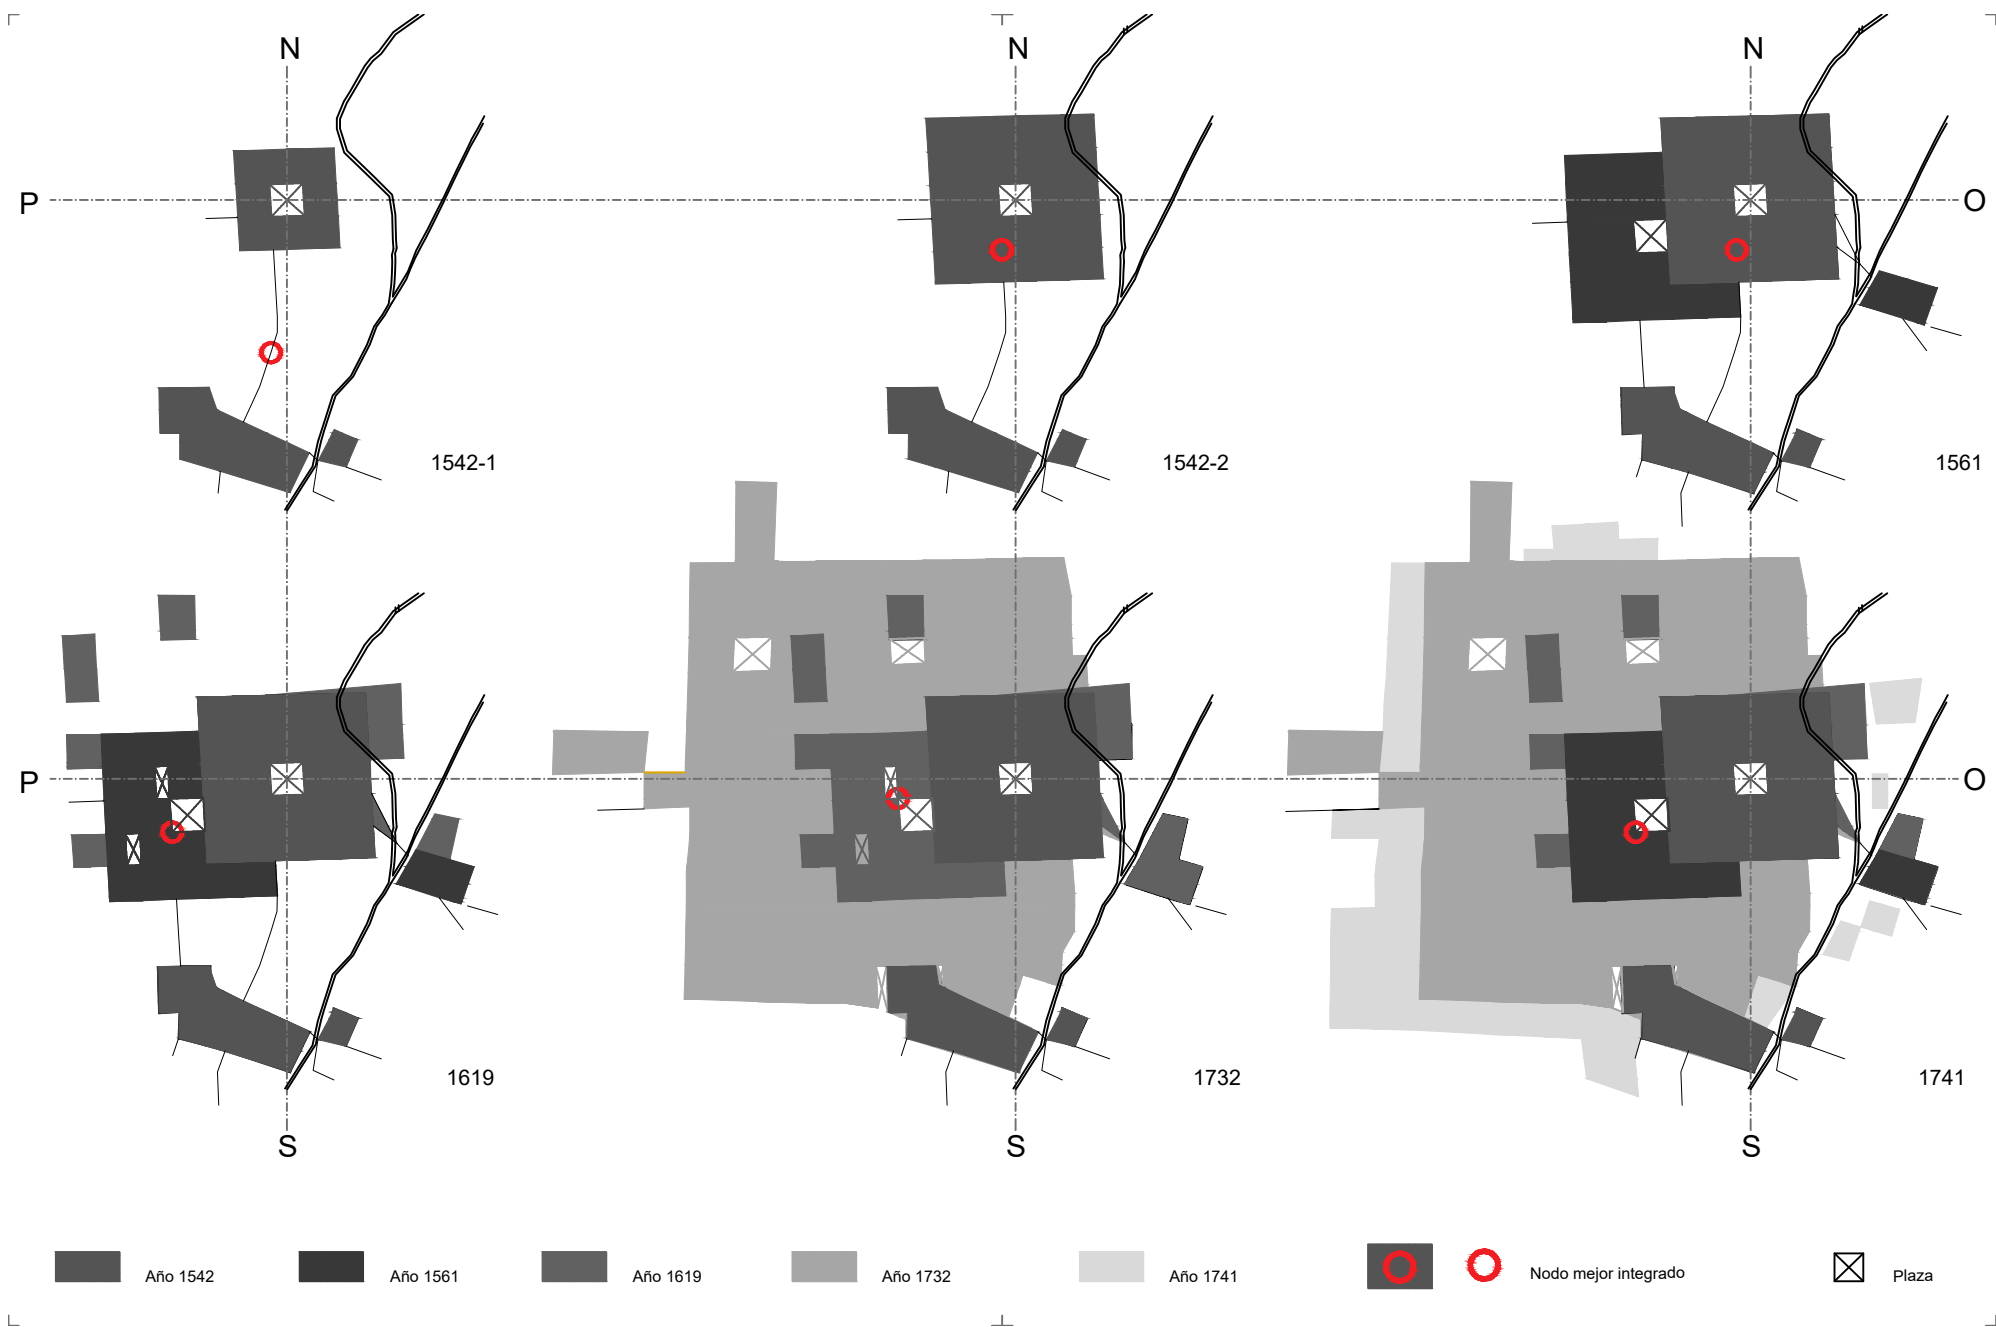 N N N
P O
1542-1 1542-2 1561
P O
1619 1732 1741
S S S
Año 1542 Año 1561 Año 1619 Año 1732 Año 1741 Nodo mejor integrado Plaza